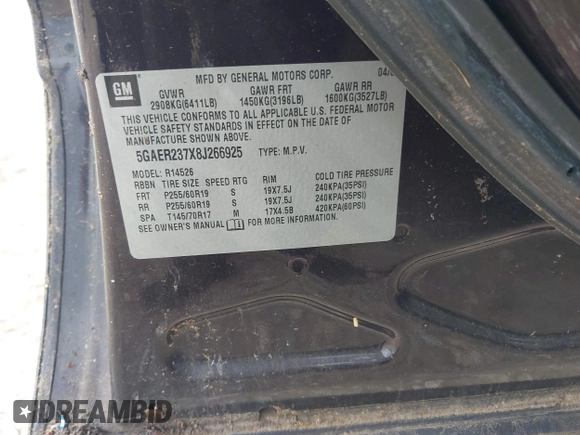 GM
MFD BY GENERAL MOTORS CORP. 04/0
GVWR GAWR FRT GAWR RR
2908KG(6411LB) 1450KG(3196LB) 1600KG(3527LB)
THIS VEHICLE CONFORMS TO ALL APPLICABLE U.S. FEDERAL MOTOR
VEHICLE SAFETY STANDARDS IN EFFECT ON THE DATE OF
MANUFACTURE SHOWN ABOVE.
5GAER237X8J266925 TYPE: M.P.V.
MODEL: R14526
RBBN TIRE SIZE SPEED RTG RIM COLD TIRE PRESSURE
FRT P255/60R19 S 19X7.5J 240KPA(35PSI)
RR P255/60R19 S 19X7.5J 240KPA(35PSI)
SPA T145/70R17 M 17X4.5B 420KPA(60PSI)
SEE OWNER'S MANUAL FOR MORE INFORMATION.
DREAMBID